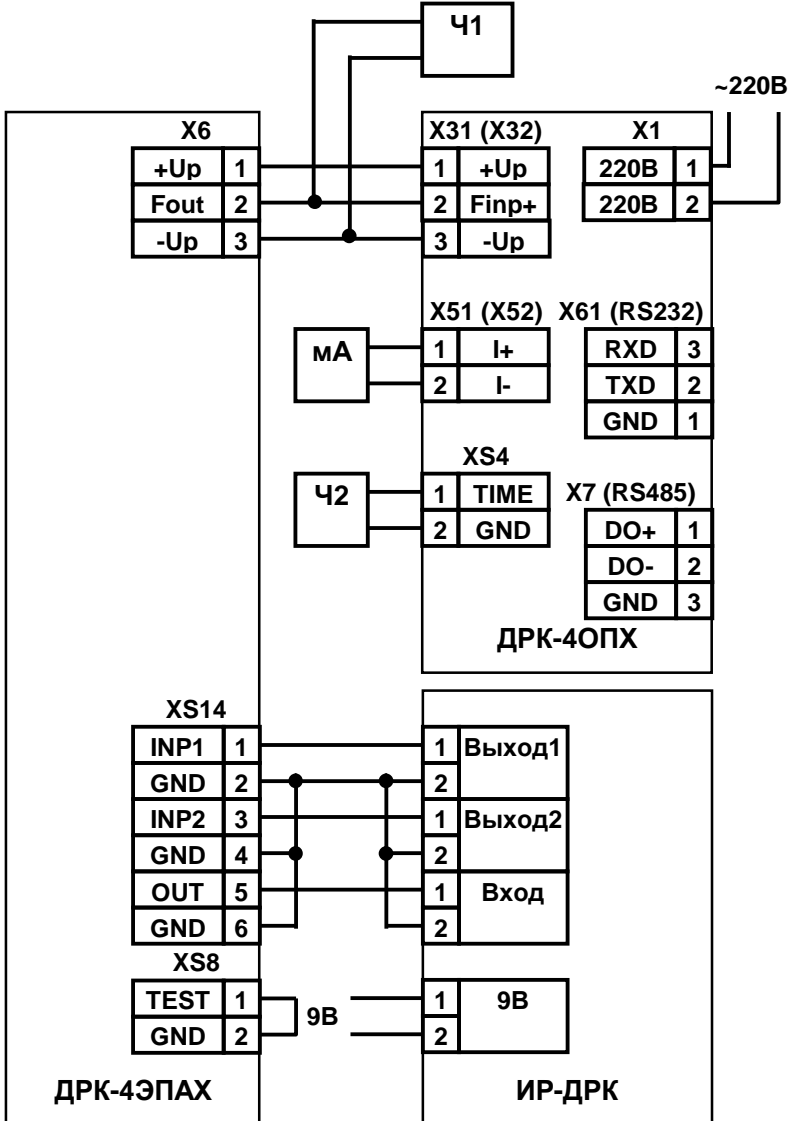 Ч1
~220В
X6
X31 (X32)
X1
+Up 1
1 +Up
220В 1
Fout 2
2 Finp+
220В 2
-Up 3
3 -Up
X51 (X52)
X61 (RS232)
мА
1 I+
RXD 3
2 I-
TXD 2
GND 1
XS4
Ч2
1 TIME
X7 (RS485)
2 GND
DO+ 1
DO- 2
GND 3
ДРК-4ОПХ
XS14
INP1 1
1 Выход1
GND 2
2
INP2 3
1 Выход2
GND 4
2
OUT 5
1 Вход
GND 6
2
XS8
TEST 1
9В
1 9В
GND 2
2
ДРК-4ЭПАХ
ИР-ДРК